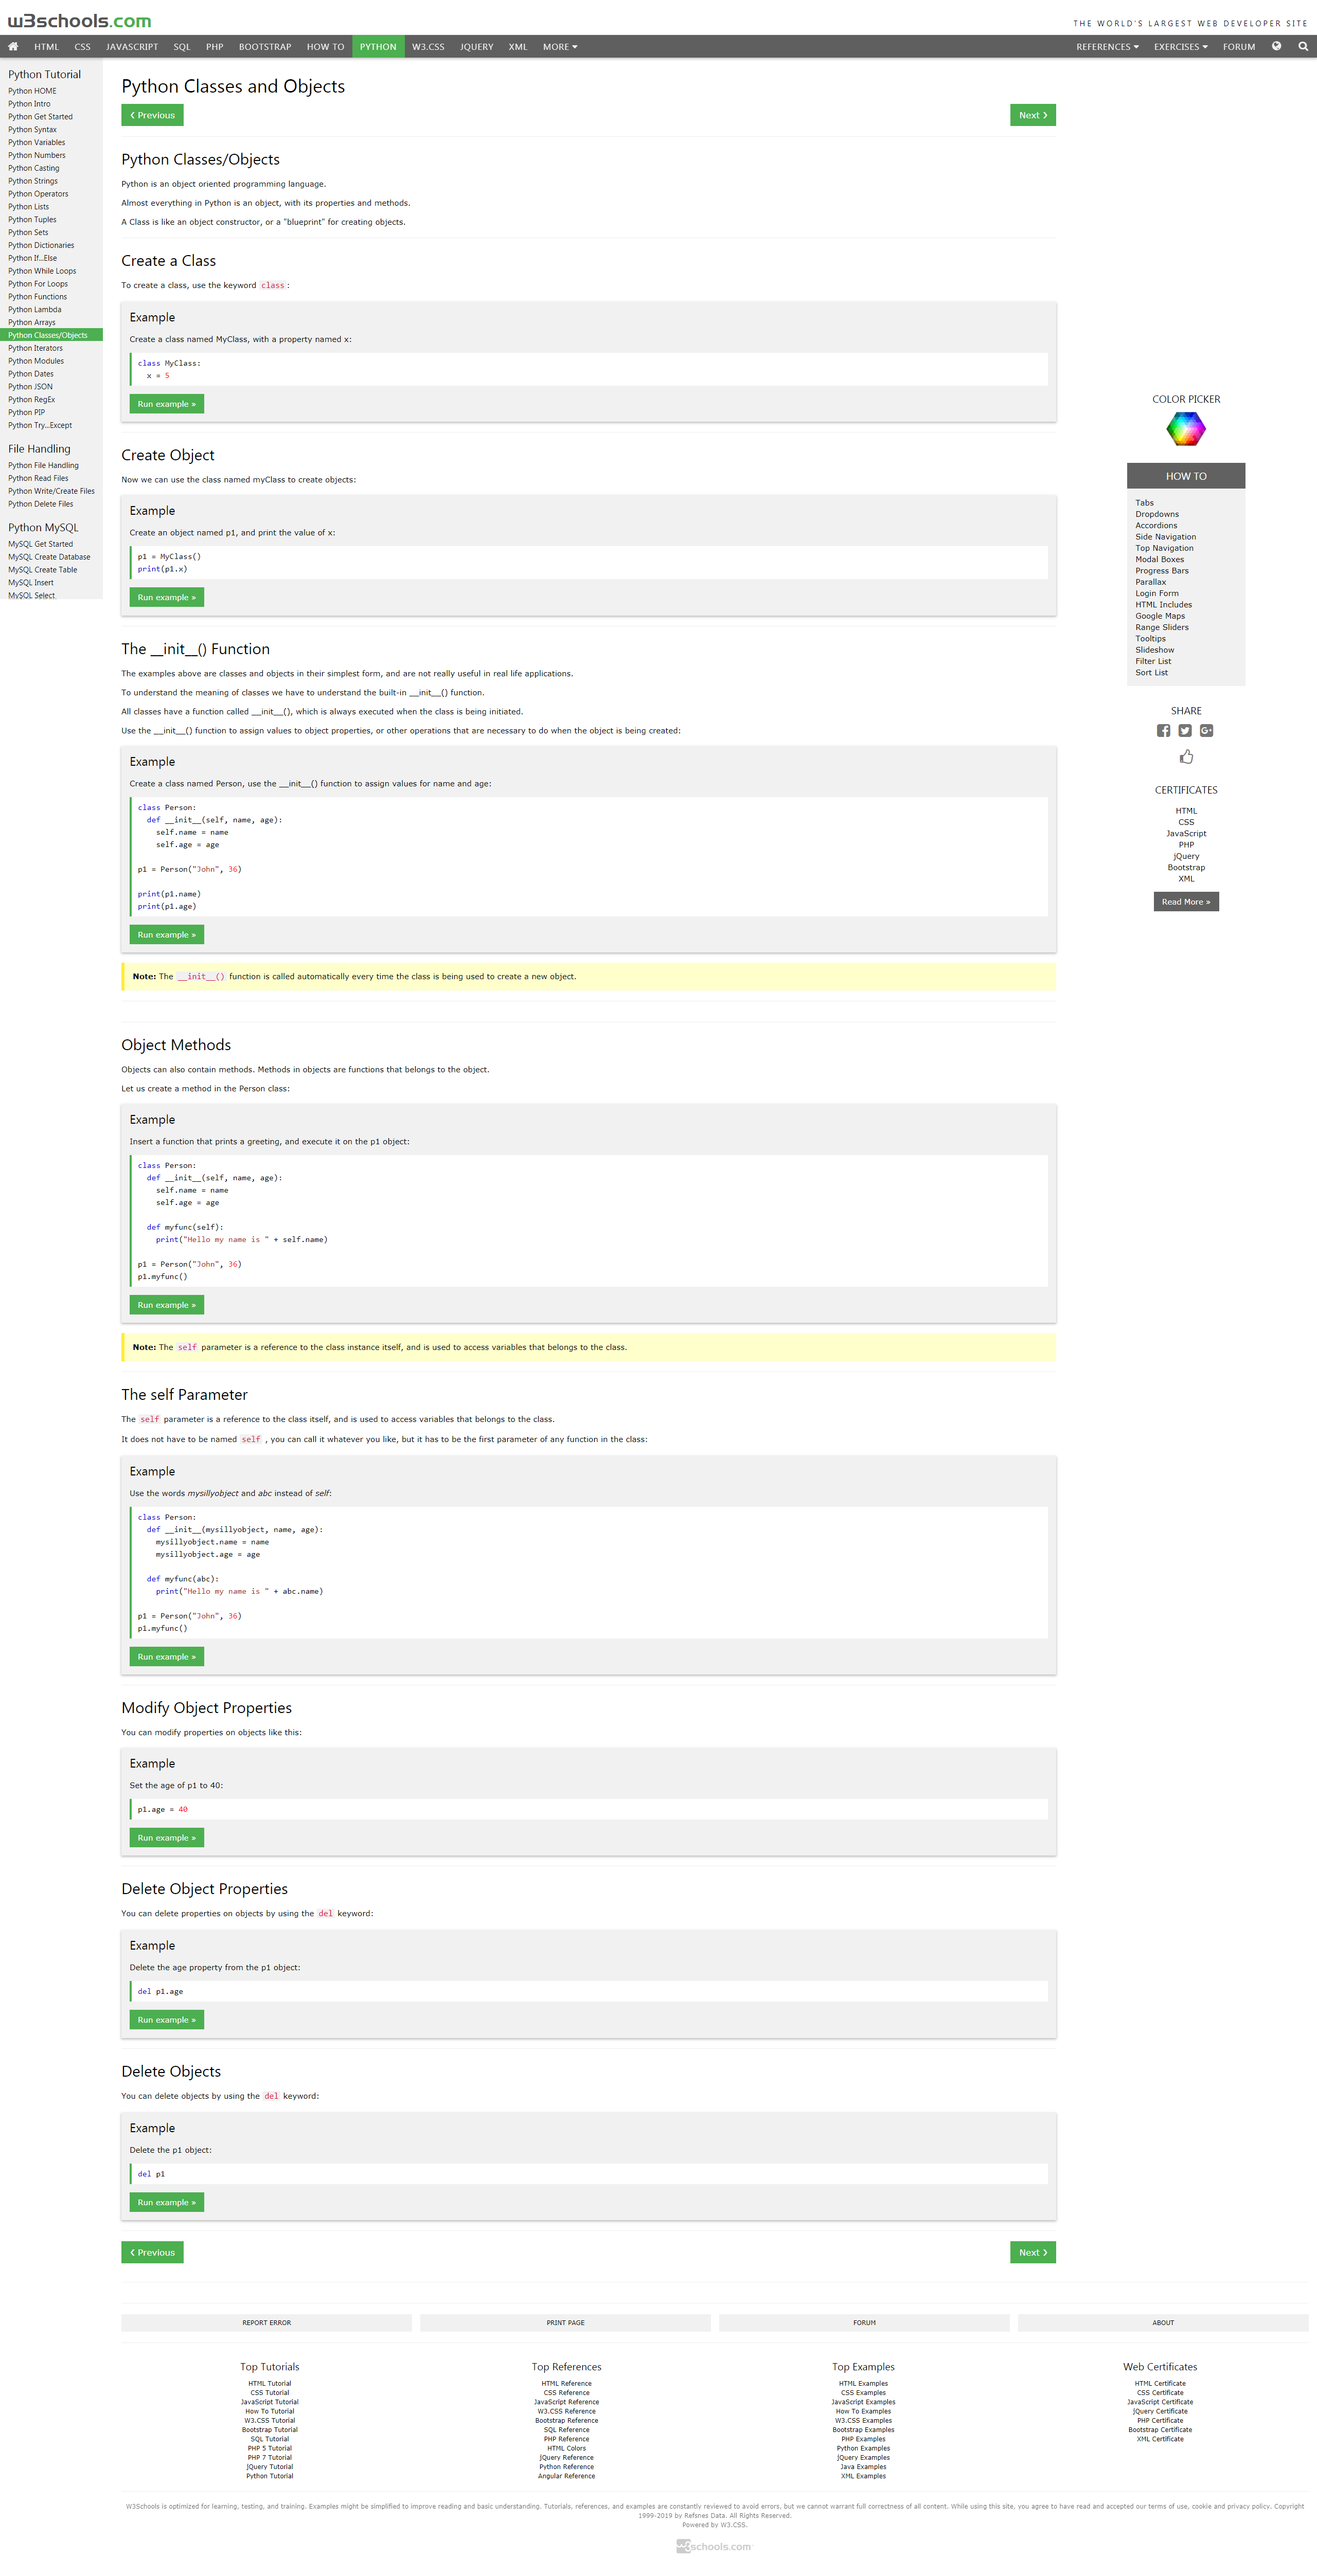 w3schools.com
THE WORLD'S LARGEST WEB DEVELOPER SITE
HTML CSS JAVASCRIPT SQL PHP BOOTSTRAP HOW TO PYTHON W3.CSS JQUERY XML MORE REFERENCES EXERCISES FORUM
Python Tutorial
Python HOME
Python Intro
Python Get Started
Python Syntax
Python Variables
Python Numbers
Python Casting
Python Strings
Python Operators
Python Lists
Python Tuples
Python Sets
Python Dictionaries
Python If...Else
Python While Loops
Python For Loops
Python Functions
Python Lambda
Python Arrays
Python Classes/Objects
Python Iterators
Python Modules
Python Dates
Python JSON
Python RegEx
Python PIP
Python Try...Except
File Handling
Python File Handling
Python Read Files
Python Write/Create Files
Python Delete Files
Python MySQL
MySQL Get Started
MySQL Create Database
MySQL Create Table
MySQL Insert
MySQL Select
Python Classes and Objects
❮ Previous
Next ❯
Python Classes/Objects
Python is an object oriented programming language.
Almost everything in Python is an object, with its properties and methods.
A Class is like an object constructor, or a "blueprint" for creating objects.
Create a Class
To create a class, use the keyword class:
Example
Create a class named MyClass, with a property named x:
class MyClass:
  x = 5
Run example »
Create Object
Now we can use the class named myClass to create objects:
Example
Create an object named p1, and print the value of x:
p1 = MyClass()
print(p1.x)
Run example »
The __init__() Function
The examples above are classes and objects in their simplest form, and are not really useful in real life applications.
To understand the meaning of classes we have to understand the built-in __init__() function.
All classes have a function called __init__(), which is always executed when the class is being initiated.
Use the __init__() function to assign values to object properties, or other operations that are necessary to do when the object is being created:
Example
Create a class named Person, use the __init__() function to assign values for name and age:
class Person:
  def __init__(self, name, age):
    self.name = name
    self.age = age
p1 = Person("John", 36)
print(p1.name)
print(p1.age)
Run example »
Note: The __init__() function is called automatically every time the class is being used to create a new object.
Object Methods
Objects can also contain methods. Methods in objects are functions that belongs to the object.
Let us create a method in the Person class:
Example
Insert a function that prints a greeting, and execute it on the p1 object:
class Person:
  def __init__(self, name, age):
    self.name = name
    self.age = age
  def myfunc(self):
    print("Hello my name is " + self.name)
p1 = Person("John", 36)
p1.myfunc()
Run example »
Note: The self parameter is a reference to the class instance itself, and is used to access variables that belongs to the class.
The self Parameter
The self parameter is a reference to the class itself, and is used to access variables that belongs to the class.
It does not have to be named self , you can call it whatever you like, but it has to be the first parameter of any function in the class:
Example
Use the words mysillyobject and abc instead of self:
class Person:
  def __init__(mysillyobject, name, age):
    mysillyobject.name = name
    mysillyobject.age = age
  def myfunc(abc):
    print("Hello my name is " + abc.name)
p1 = Person("John", 36)
p1.myfunc()
Run example »
Modify Object Properties
You can modify properties on objects like this:
Example
Set the age of p1 to 40:
p1.age = 40
Run example »
Delete Object Properties
You can delete properties on objects by using the del keyword:
Example
Delete the age property from the p1 object:
del p1.age
Run example »
Delete Objects
You can delete objects by using the del keyword:
Example
Delete the p1 object:
del p1
Run example »
❮ Previous
Next ❯
COLOR PICKER
HOW TO
Tabs
Dropdowns
Accordions
Side Navigation
Top Navigation
Modal Boxes
Progress Bars
Parallax
Login Form
HTML Includes
Google Maps
Range Sliders
Tooltips
Slideshow
Filter List
Sort List
SHARE
CERTIFICATES
HTML
CSS
JavaScript
PHP
jQuery
Bootstrap
XML
Read More »
REPORT ERROR
PRINT PAGE
FORUM
ABOUT
Top Tutorials
HTML Tutorial
CSS Tutorial
JavaScript Tutorial
How To Tutorial
W3.CSS Tutorial
Bootstrap Tutorial
SQL Tutorial
PHP 5 Tutorial
PHP 7 Tutorial
jQuery Tutorial
Python Tutorial
Top References
HTML Reference
CSS Reference
JavaScript Reference
W3.CSS Reference
Bootstrap Reference
SQL Reference
PHP Reference
HTML Colors
jQuery Reference
Python Reference
Angular Reference
Top Examples
HTML Examples
CSS Examples
JavaScript Examples
How To Examples
W3.CSS Examples
Bootstrap Examples
PHP Examples
Python Examples
jQuery Examples
Java Examples
XML Examples
Web Certificates
HTML Certificate
CSS Certificate
JavaScript Certificate
jQuery Certificate
PHP Certificate
Bootstrap Certificate
XML Certificate
W3Schools is optimized for learning, testing, and training. Examples might be simplified to improve reading and basic understanding. Tutorials, references, and examples are constantly reviewed to avoid errors, but we cannot warrant full correctness of all content. While using this site, you agree to have read and accepted our terms of use, cookie and privacy policy. Copyright
1999-2019 by Refsnes Data. All Rights Reserved.
Powered by W3.CSS.
w3schools.com